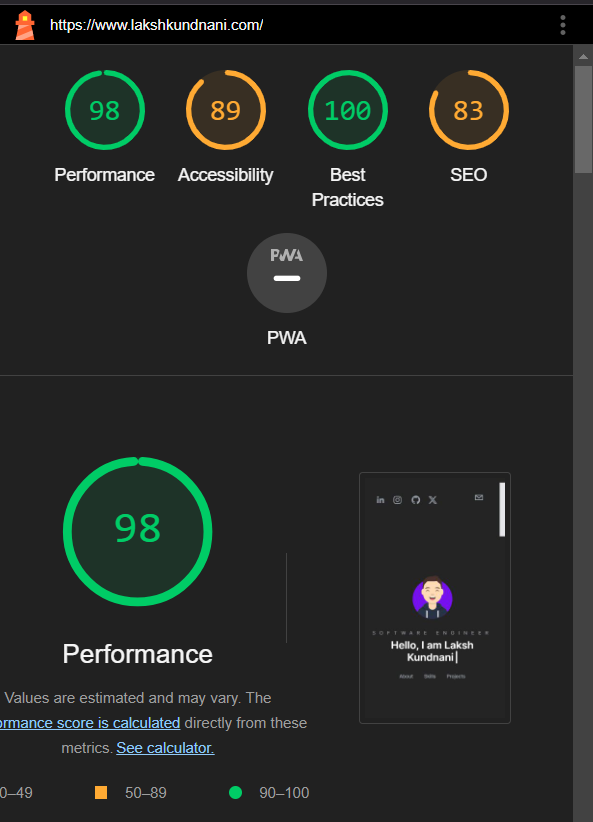 https://www.lakshkundnani.com/
98
89
100
83
Performance
Accessibility
Best
Practices
SEO
PWA
PWA
98
Performance
Values are estimated and may vary. The
ormance score is calculated directly from these
metrics. See calculator.
0–49
50–89
90–100
in
SOFTWARE ENGINEER
Hello, I am Laksh
Kundnani|
About Skills Projects